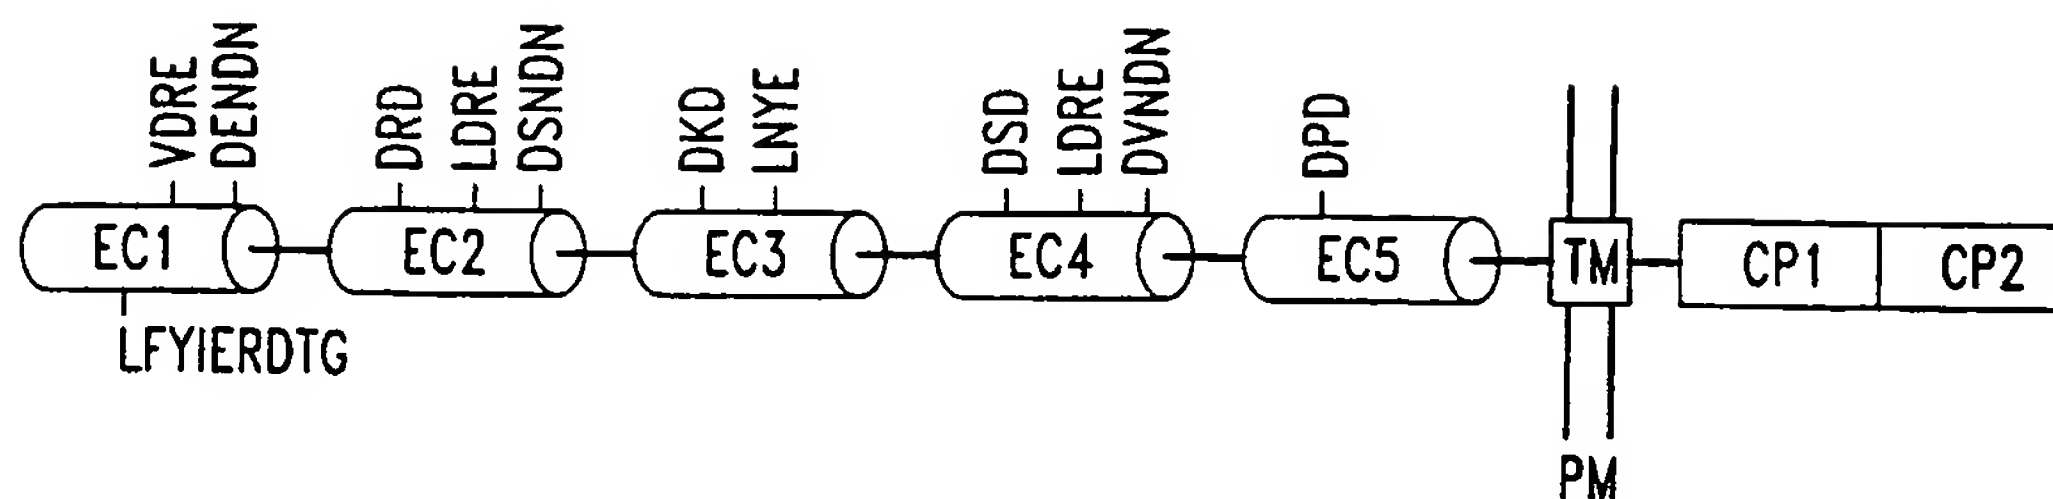 VDRE
DENDN
DRD
LDRE
DSNDN
DKD
LNYE
DSD
LDRE
DVNDN
DPD
EC1
EC2
EC3
EC4
EC5
TM
CP1
CP2
LFYIERDTG
PM